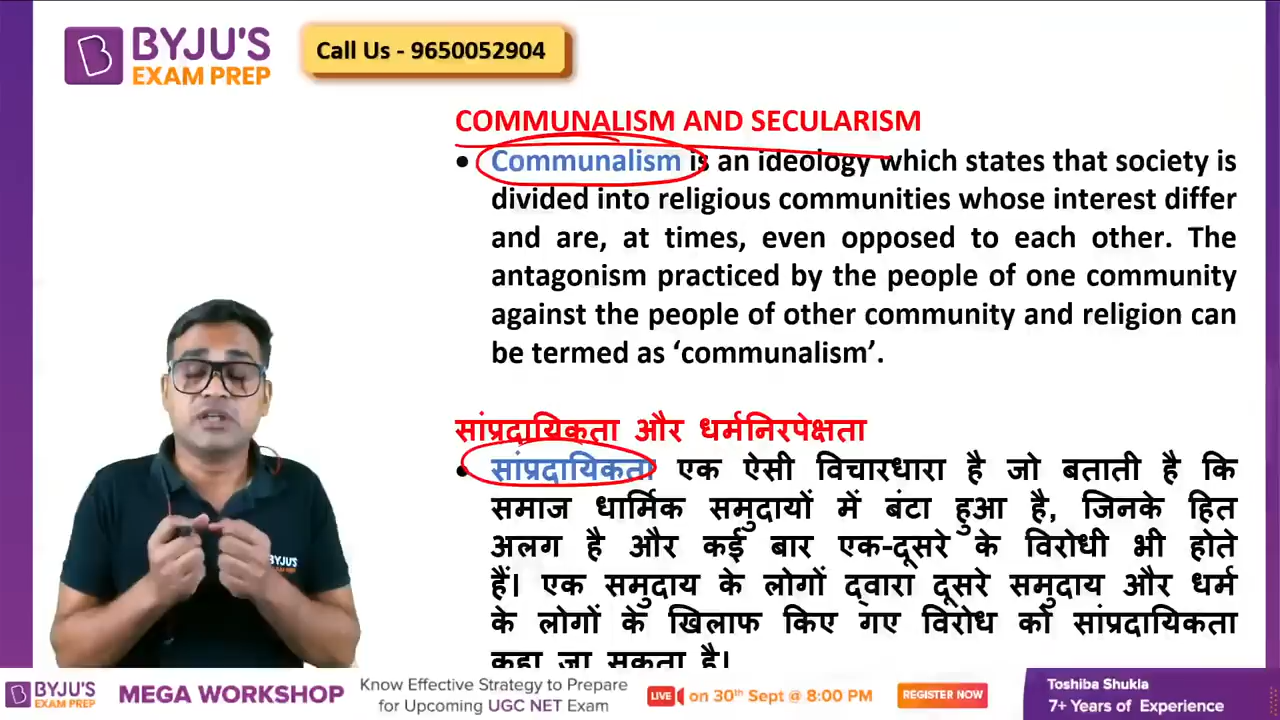 BYJU'S
EXAM PREP
Call Us - 9650052904
COMMUNALISM AND SECULARISM
• Communalism is an ideology which states that society is
divided into religious communities whose interest differ
and are, at times, even opposed to each other. The
antagonism practiced by the people of one community
against the people of other community and religion can
be termed as ‘communalism’.
सांप्रदायिकता और धर्मनिरपेक्षता
• सांप्रदायिकता एक ऐसी विचारधारा है जो बताती है कि
समाज धार्मिक समुदायों में बंटा हुआ है, जिनके हित
अलग है और कई बार एक-दूसरे के विरोधी भी होते
हैं। एक समुदाय के लोगों द्वारा दूसरे समुदाय और धर्म
के लोगों के खिलाफ किए गए विरोध को सांप्रदायिकता
कहा जा सकता है।
BYJU'S
EXAM PREP
BYJU'S
EXAM PREP
MEGA WORKSHOP
Know Effective Strategy to Prepare
for Upcoming UGC NET Exam
LIVE on 30th Sept @ 8:00 PM
REGISTER NOW
Toshiba Shukla
7+ Years of Experience